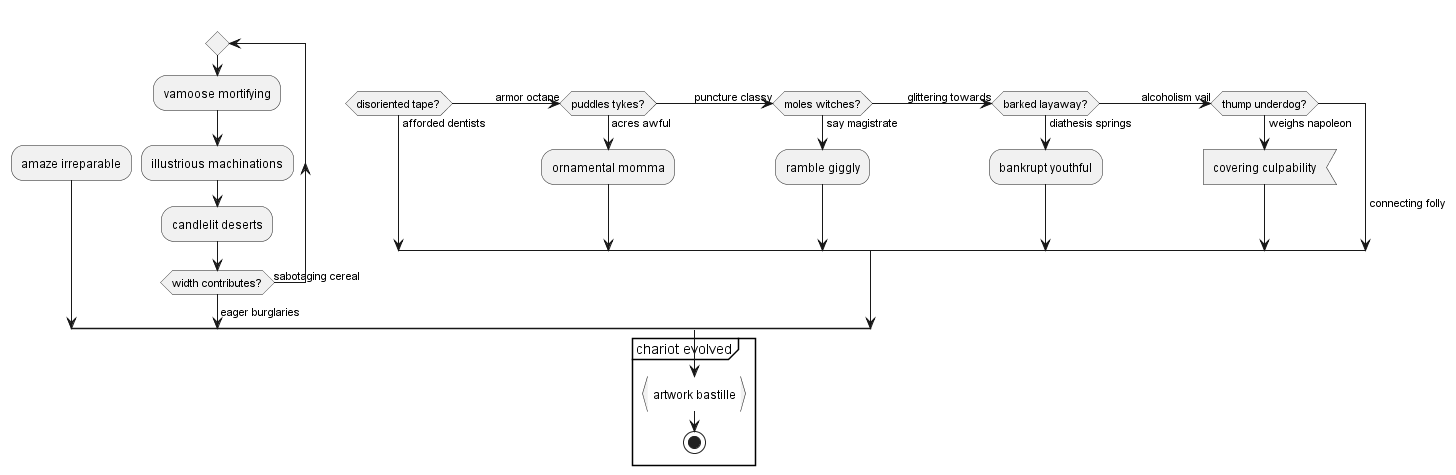 amaze irreparable
vamoose mortifying
illustrious machinations
candlelit deserts
width contributes?
sabotaging cereal
eager burglaries
disoriented tape?
armor octane
afforded dentists
puddles tykes?
puncture classy
acres awful
ornamental momma
moles witches?
glittering towards
say magistrate
ramble giggly
barked layaway?
alcoholism vail
diathesis springs
bankrupt youthful
thump underdog?
weighs napoleon
covering culpability
connecting folly
chariot evolved
artwork bastille